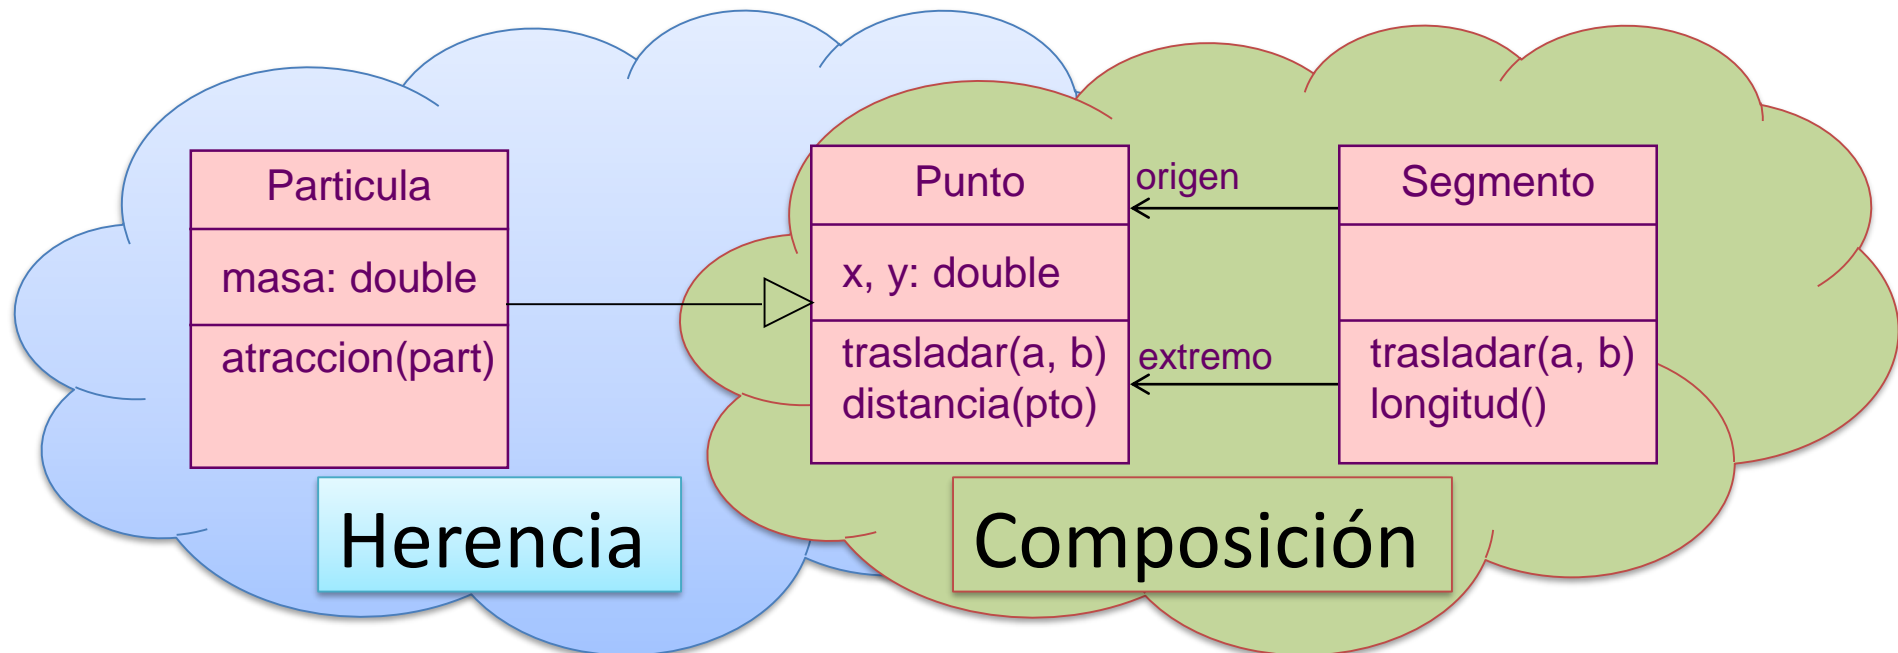 Particula
masa: double
atraccion(part)
Herencia
Punto
x, y: double
trasladar(a, b)
distancia(pto)
origen
extremo
Segmento
trasladar(a, b)
longitud()
Composición